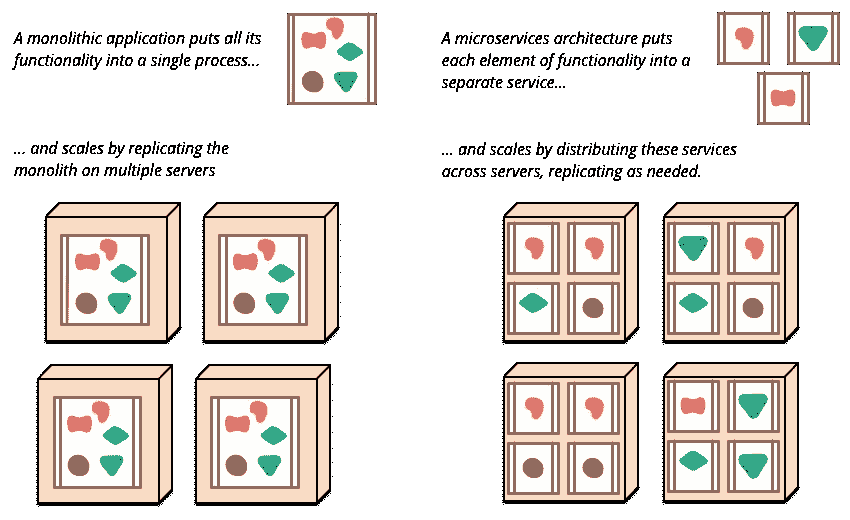 A monolithic application puts all its
functionality into a single process...
... and scales by replicating the
monolith on multiple servers
A microservices architecture puts
each element of functionality into a
separate service...
... and scales by distributing these services
across servers, replicating as needed.